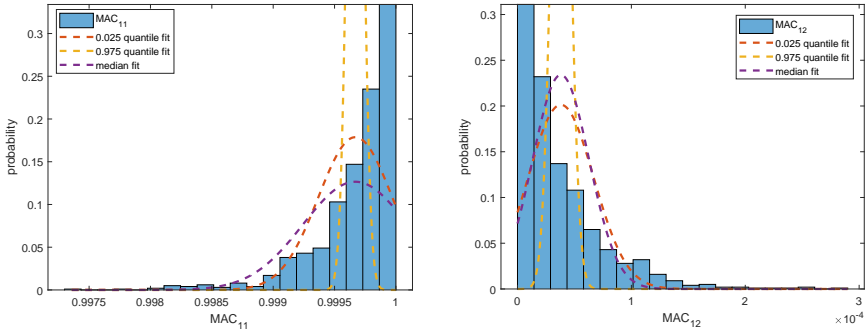 MAC11
0.025 quantile fit
0.975 quantile fit
median fit
0.3
0.25
0.2
0.15
0.1
0.05
0
probability
0.9975 0.998 0.9985 0.999 0.9995 1
MAC11
MAC12
0.025 quantile fit
0.975 quantile fit
median fit
0.3
0.25
0.2
0.15
0.1
0.05
0
probability
0 1 2 3
×10-4
MAC12